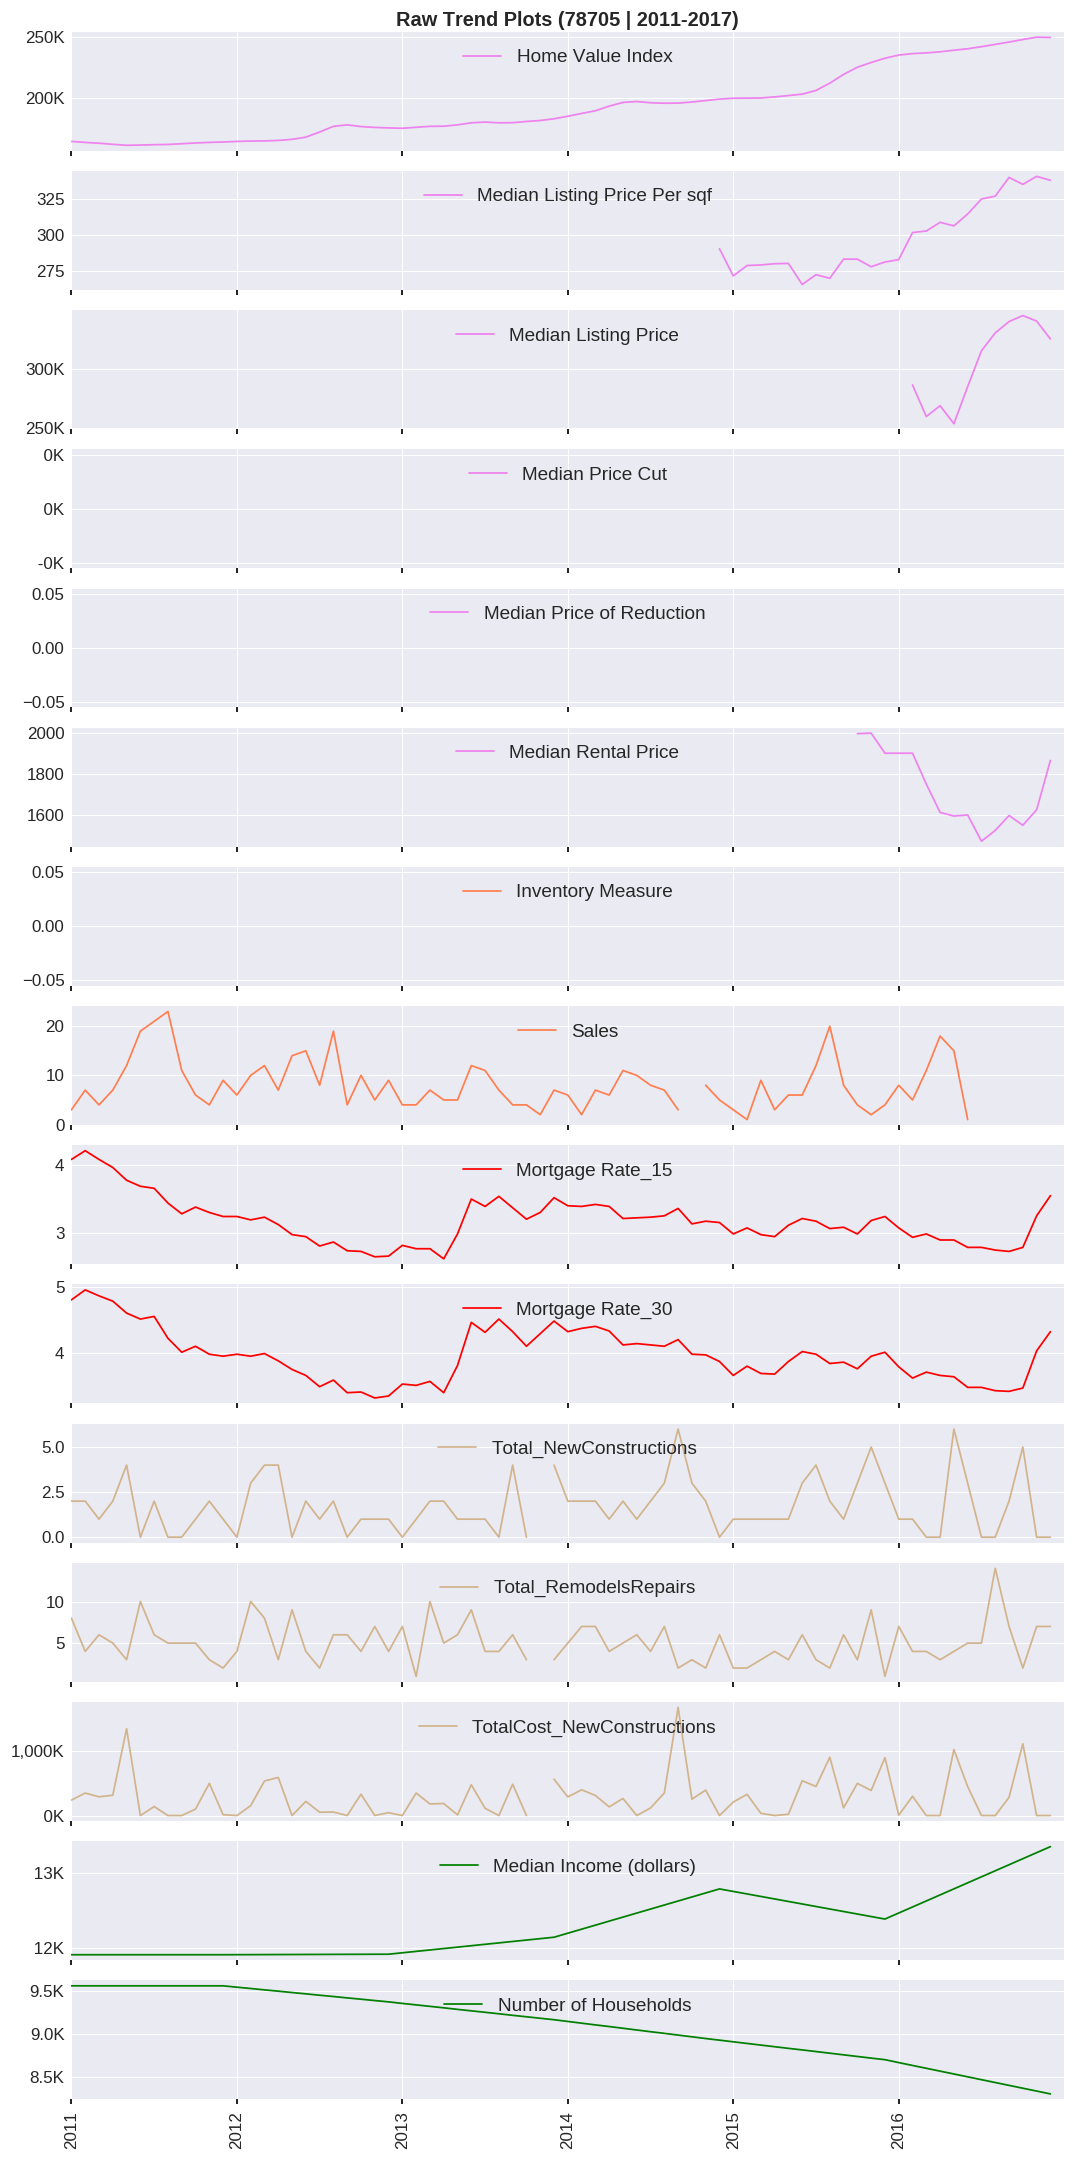 Raw Trend Plots (78705 | 2011-2017)
250K
200K
Home Value Index
325
300
275
Median Listing Price Per sqf
300K
250K
Median Listing Price
0K
0K
-0K
Median Price Cut
0.05
0.00
−0.05
Median Price of Reduction
2000
1800
1600
Median Rental Price
0.05
0.00
−0.05
Inventory Measure
20
10
0
Sales
4
3
Mortgage Rate_15
5
4
Mortgage Rate_30
5.0
2.5
0.0
Total_NewConstructions
10
5
Total_RemodelsRepairs
1,000K
0K
TotalCost_NewConstructions
13K
12K
Median Income (dollars)
9.5K
9.0K
8.5K
Number of Households
2011
2012
2013
2014
2015
2016